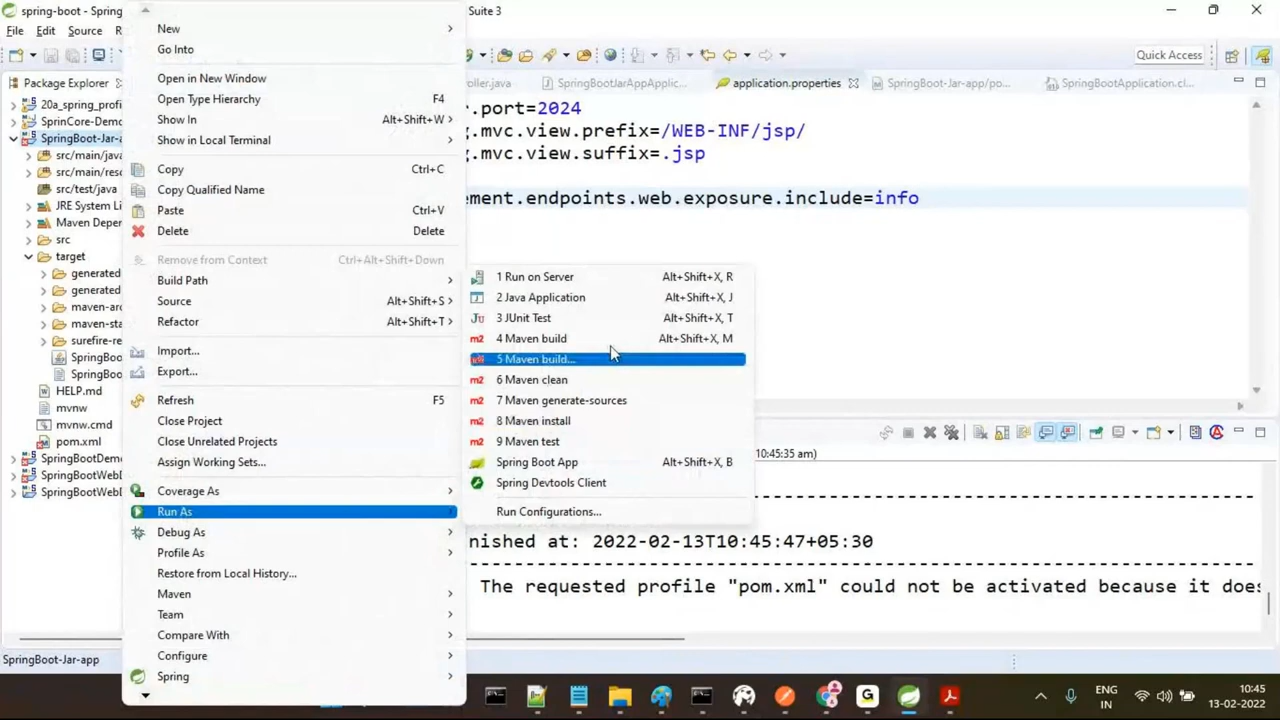 spring-boot - Spring
Suite 3
File
Edit
Source
Quick Access
Package Explorer
20a_spring_profi
SprinCore-Demo
SpringBoot-Jar-a
src/main/java
src/main/reso
src/test/java
JRE System Li
Maven Depen
src
target
generated
generated
maven-arc
maven-sta
surefire-re
SpringBoo
SpringBoo
HELP.md
mvnw
mvnw.cmd
pom.xml
SpringBootDemo
SpringBootWebD
SpringBootWebD
New
Go Into
Open in New Window
Open Type Hierarchy F4
Show In Alt+Shift+W
Show in Local Terminal
Copy Ctrl+C
Copy Qualified Name
Paste Ctrl+V
Delete Delete
Remove from Context Ctrl+Alt+Shift+Down
Build Path
Source Alt+Shift+S
Refactor Alt+Shift+T
Import...
Export...
Refresh F5
Close Project
Close Unrelated Projects
Assign Working Sets...
Coverage As
Run As
Debug As
Profile As
Restore from Local History...
Maven
Team
Compare With
Configure
Spring
1 Run on Server Alt+Shift+X, R
2 Java Application Alt+Shift+X, J
3 JUnit Test Alt+Shift+X, T
4 Maven build Alt+Shift+X, M
5 Maven build...
6 Maven clean
7 Maven generate-sources
8 Maven install
9 Maven test
Spring Boot App Alt+Shift+X, B
Spring Devtools Client
Run Configurations...
roller.java
SpringBootJarAppApplic...
application.properties
SpringBoot-Jar-app/po...
SpringBootApplication.cl...
r.port=2024
g.mvc.view.prefix=/WEB-INF/jsp/
g.mvc.view.suffix=.jsp
ement.endpoints.web.exposure.include=info
10:45:35 am)
------------------------------------------------------------------------
nished at: 2022-02-13T10:45:47+05:30
------------------------------------------------------------------------
The requested profile "pom.xml" could not be activated because it does
SpringBoot-Jar-app
ENG
IN
10:45
13-02-2022